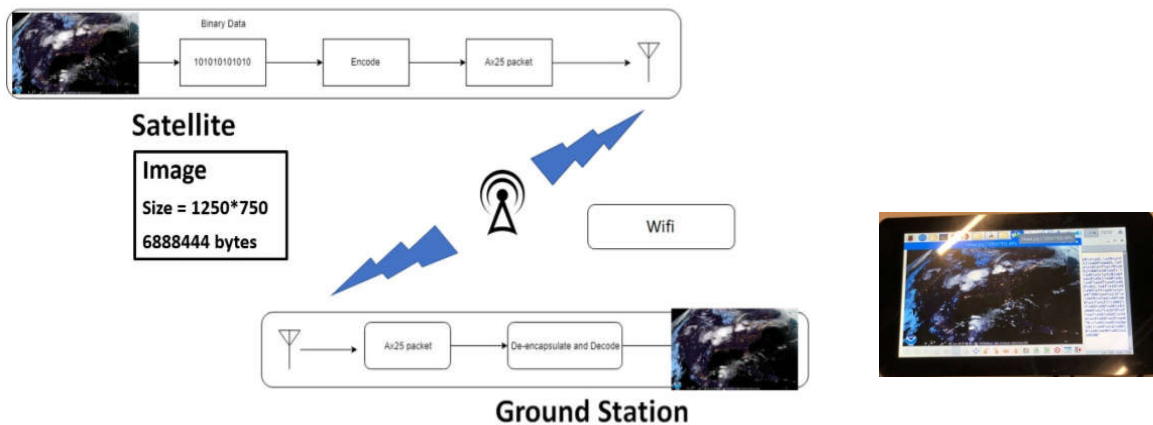 Binary Data
101010101010
Encode
Ax25 packet
Satellite
Image
Size = 1250*750
6888444 bytes
Wifi
Ax25 packet
De-encapsulate and Decode
Ground Station